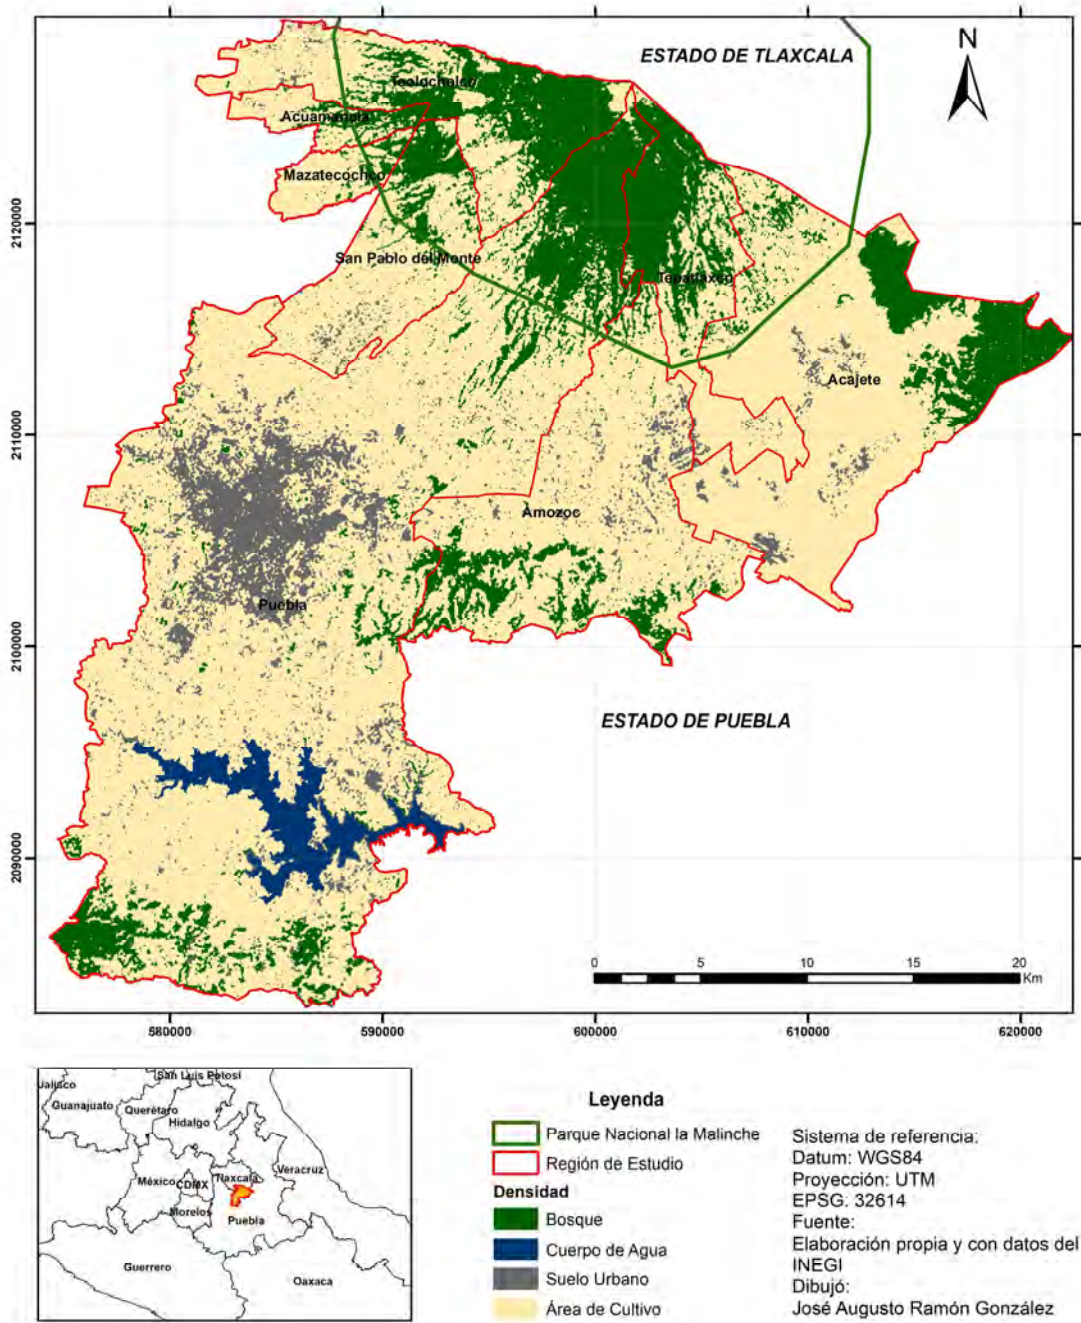 ESTADO DE TLAXCALA
N
Teolocholco
Acuamanala
Mazatecochco
San Pablo del Monte
Tepatlaxco
Acajete
Amozoc
Puebla
ESTADO DE PUEBLA
2120000
2110000
2100000
2090000
0 5 10 15 20
Km
580000 590000 600000 610000 620000
San Luis Potosí
Jalisco
Guanajuato
Querétaro
Hidalgo
Veracruz
México
CDMX
Tlaxcala
Morelos
Puebla
Guerrero
Oaxaca
Leyenda
Parque Nacional la Malinche
Región de Estudio
Densidad
Bosque
Cuerpo de Agua
Suelo Urbano
Área de Cultivo
Sistema de referencia:
Datum: WGS84
Proyección: UTM
EPSG: 32614
Fuente:
Elaboración propia y con datos del
INEGI
Dibujó:
José Augusto Ramón González